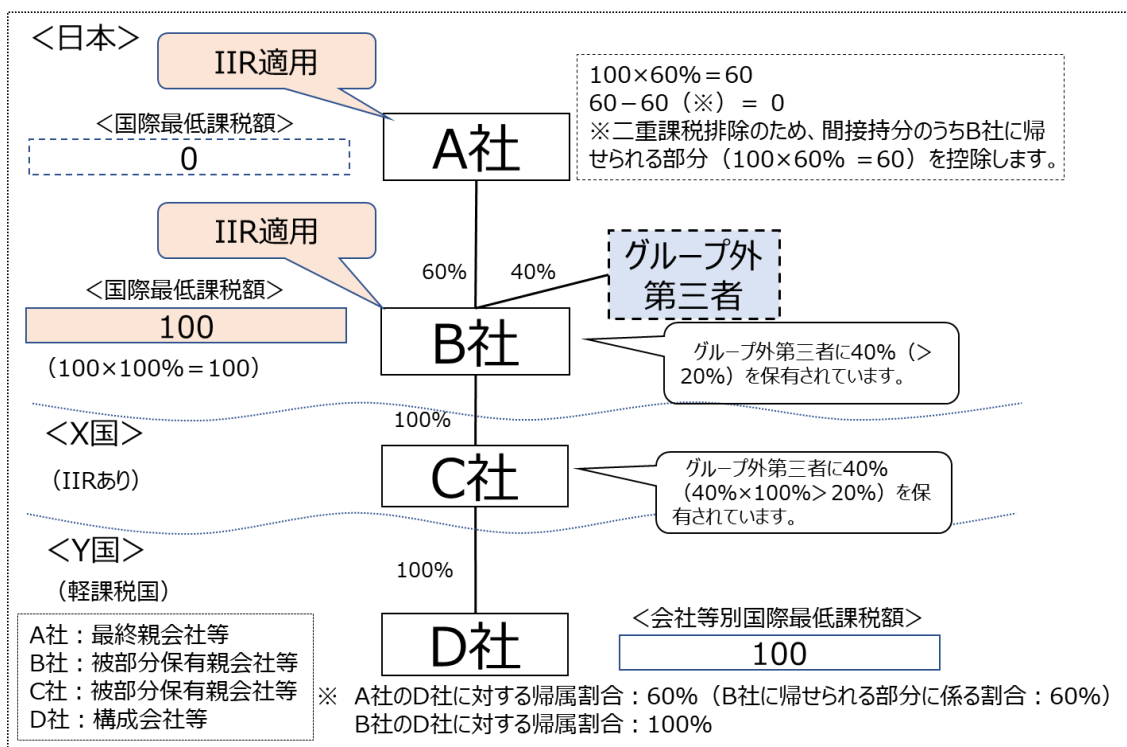 ＜日本＞
IIR適用
＜国際最低課税額＞
0
A社
100×60%＝60
60－60（※）＝ 0
※二重課税排除のため、間接持分のうちB社に帰
せられる部分（100×60% ＝60）を控除します。
IIR適用
60%
40%
グループ外
第三者
＜国際最低課税額＞
100
（100×100%＝100）
B社
グループ外第三者に40%（＞
20%）を保有されています。
100%
＜X国＞
（IIRあり）
C社
グループ外第三者に40%
（40%×100%＞20%）を保
有されています。
＜Y国＞
（軽課税国）
100%
D社
＜会社等別国際最低課税額＞
100
A社：最終親会社等
B社：被部分保有親会社等
C社：被部分保有親会社等
D社：構成会社等
※ A社のD社に対する帰属割合：60%（B社に帰せられる部分に係る割合：60%）
B社のD社に対する帰属割合：100%